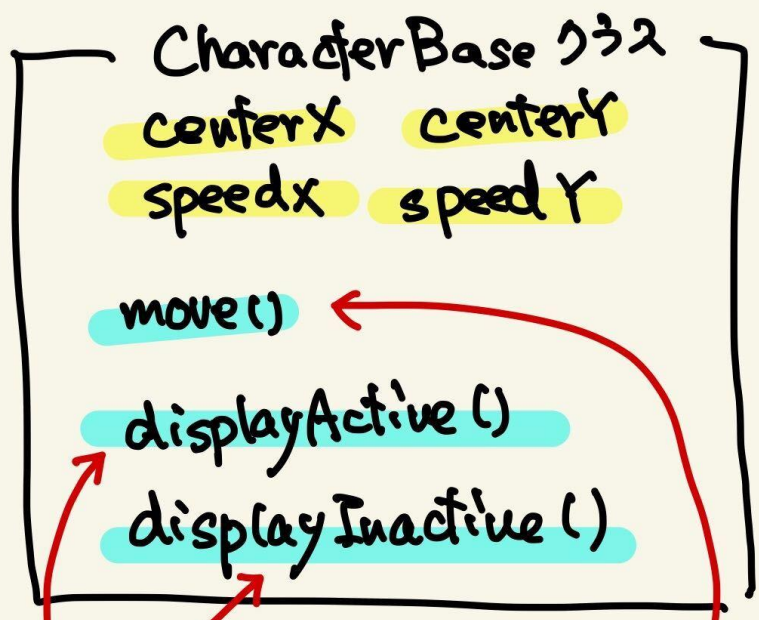 CharacterBase クラス
centerX centerY
speedX speedY
move()
displayActive()
displayInactive()